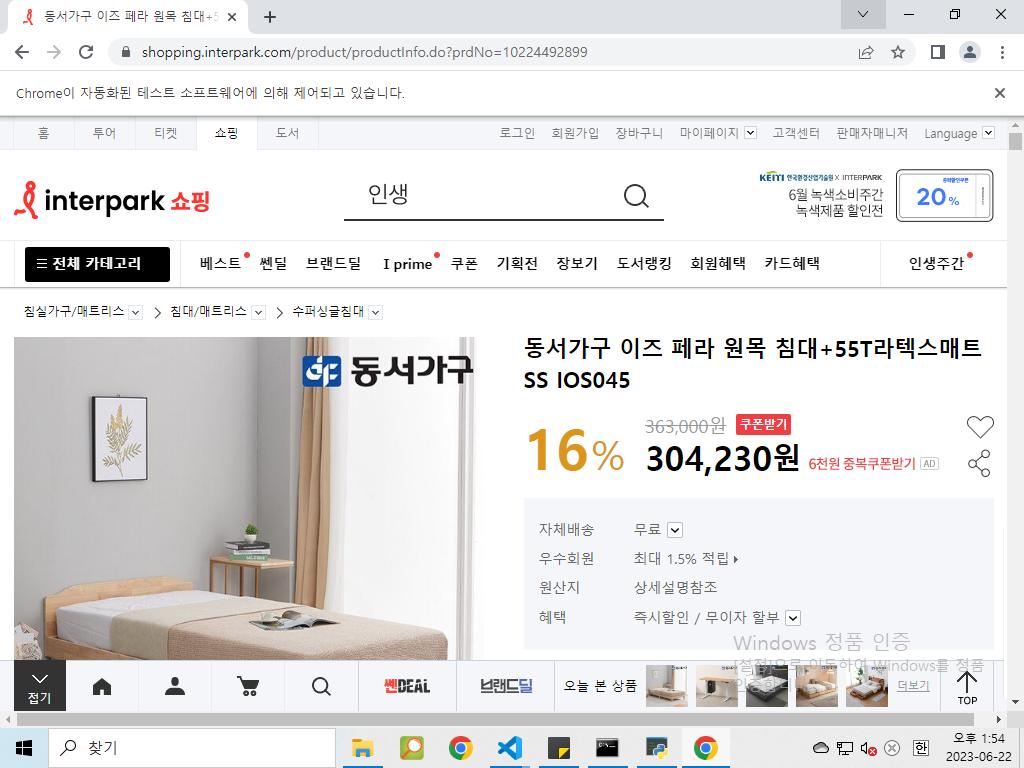 동서가구 이즈 페라 원목 침대+5
shopping.interpark.com/product/productInfo.do?prdNo=10224492899
Chrome이 자동화된 테스트 소프트웨어에 의해 제어되고 있습니다.
홈 투어 티켓 쇼핑 도서 로그인 회원가입 장바구니 마이페이지 고객센터 판매자매니저 Language
interpark 쇼핑
인생
KEITI 한국환경산업기술원 X INTERPARK
6월 녹색소비주간
녹색제품 할인전
20%
전체 카테고리 베스트 쎈딜 브랜드딜 I prime 쿠폰 기획전 장보기 도서랭킹 회원혜택 카드혜택 인생주간
침실가구/매트리스 침대/매트리스 수퍼싱글침대
동서가구
동서가구 이즈 페라 원목 침대+55T라텍스매트
SS IOS045
16%
363,000원 쿠폰받기
304,230원 6천원 중복쿠폰받기 AD
자체배송 무료
우수회원 최대 1.5% 적립
원산지 상세설명참조
혜택 즉시할인 / 무이자 할부
Windows 정품 인증
[설정]으로 이동하여 Windows를 정품
인증합니다
접기
쎈DEAL
브랜드딜
오늘 본 상품
더보기
TOP
찾기
한
오후 1:54
2023-06-22